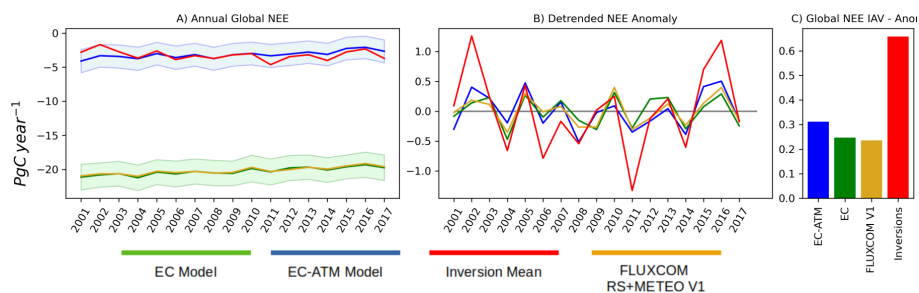 A) Annual Global NEE
B) Detrended NEE Anomaly
C) Global NEE IAV - Anor
PgC year⁻¹
0
−5
−10
−15
−20
2001 2002 2003 2004 2005 2006 2007 2008 2009 2010 2011 2012 2013 2014 2015 2016 2017
1.0
0.5
0.0
−0.5
−1.0
2001 2002 2003 2004 2005 2006 2007 2008 2009 2010 2011 2012 2013 2014 2015 2016 2017
0.6
0.5
0.4
0.3
0.2
0.1
0.0
EC-ATM
EC
FLUXCOM V1
Inversions
EC Model
EC-ATM Model
Inversion Mean
FLUXCOM
RS+METEO V1